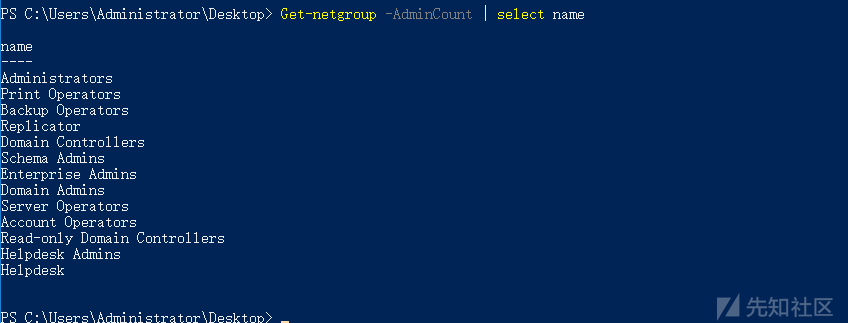 PS C:\Users\Administrator\Desktop> Get-netgroup -AdminCount | select name
name
----
Administrators
Print Operators
Backup Operators
Replicator
Domain Controllers
Schema Admins
Enterprise Admins
Domain Admins
Server Operators
Account Operators
Read-only Domain Controllers
Helpdesk Admins
Helpdesk
PS C:\Users\Administrator\Desktop> _
先知社区